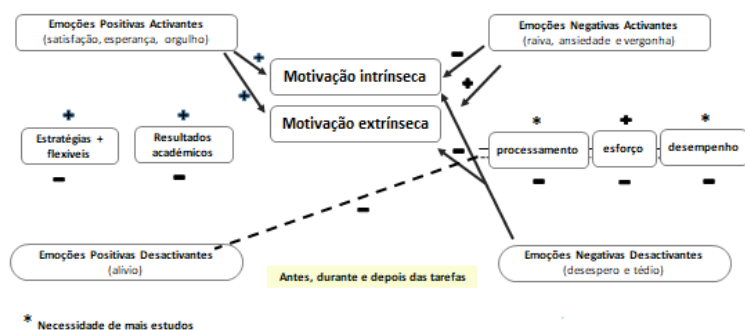 Emoções Positivas Activantes
(satisfação, esperança, orgulho)
Emoções Negativas Activantes
(raiva, ansiedade e vergonha)
+
-
Motivação intrínseca
+
+
Motivação extrínseca
+
+
*
+
*
Estratégias +
flexíveis
Resultados
académicos
-
processamento
esforço
desempenho
-
-
-
-
-
-
Emoções Positivas Desactivantes
(alívio)
Antes, durante e depois das tarefas
Emoções Negativas Desactivantes
(desespero e tédio)
* Necessidade de mais estudos